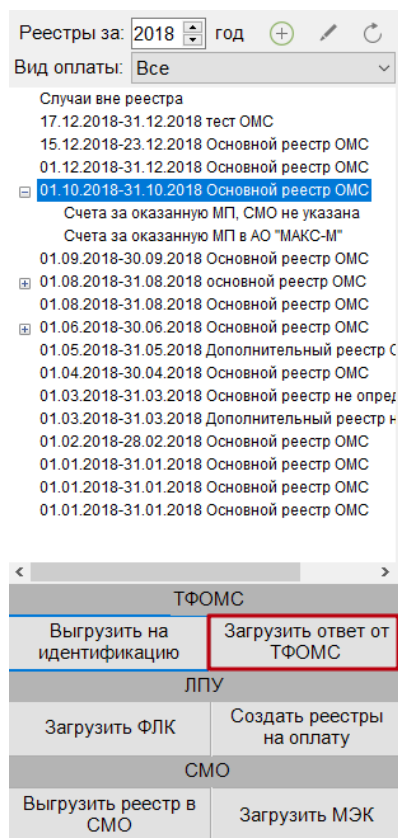 Реестры за: 2018 год
Вид оплаты: Все
Случаи вне реестра
17.12.2018-31.12.2018 тест ОМС
15.12.2018-23.12.2018 Основной реестр ОМС
01.12.2018-31.12.2018 Основной реестр ОМС
01.10.2018-31.10.2018 Основной реестр ОМС
Счета за оказанную МП, СМО не указана
Счета за оказанную МП в АО "МАКС-М"
01.09.2018-30.09.2018 Основной реестр ОМС
01.08.2018-31.08.2018 основной реестр ОМС
01.08.2018-31.08.2018 Основной реестр ОМС
01.06.2018-30.06.2018 Основной реестр ОМС
01.05.2018-31.05.2018 Дополнительный реестр
01.04.2018-30.04.2018 Основной реестр ОМС
01.03.2018-31.03.2018 Основной реестр не опред
01.03.2018-31.03.2018 Дополнительный реестр н
01.02.2018-28.02.2018 Основной реестр ОМС
01.01.2018-31.01.2018 Основной реестр ОМС
01.01.2018-31.01.2018 Основной реестр ОМС
01.01.2018-31.01.2018 Основной реестр ОМС
ТФОМС
Выгрузить на идентификацию
Загрузить ответ от ТФОМС
ЛПУ
Загрузить ФЛК
Создать реестры на оплату
СМО
Выгрузить реестр в СМО
Загрузить МЭК